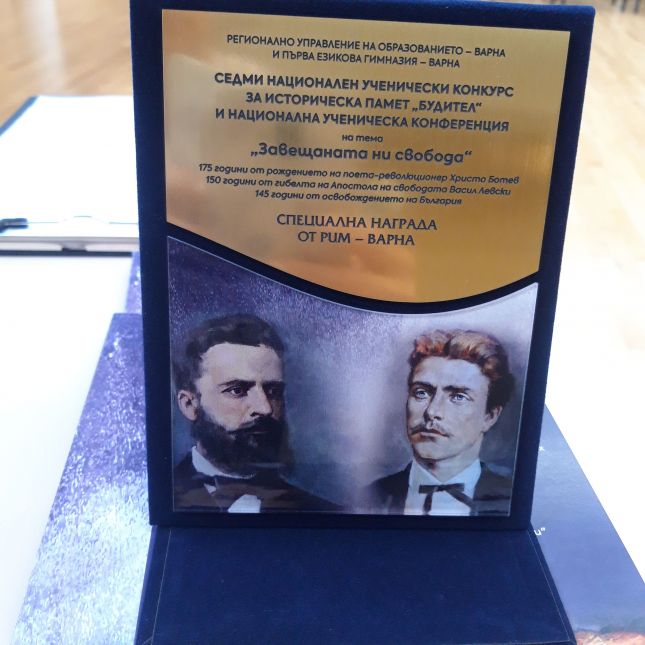 РЕГИОНАЛНО УПРАВЛЕНИЕ НА ОБРАЗОВАНИЕТО – ВАРНА
И ПЪРВА ЕЗИКОВА ГИМНАЗИЯ – ВАРНА
СЕДМИ НАЦИОНАЛЕН УЧЕНИЧЕСКИ КОНКУРС
ЗА ИСТОРИЧЕСКА ПАМЕТ „БУДИТЕЛ“
И НАЦИОНАЛНА УЧЕНИЧЕСКА КОНФЕРЕНЦИЯ
на тема
„Завещаната ни свобода“
175 години от рождението на поета-революционер Христо Ботев
150 години от гибелта на Апостола на свободата Васил Левски
145 години от освобождението на България
СПЕЦИАЛНА НАГРАДА
ОТ РИМ – ВАРНА